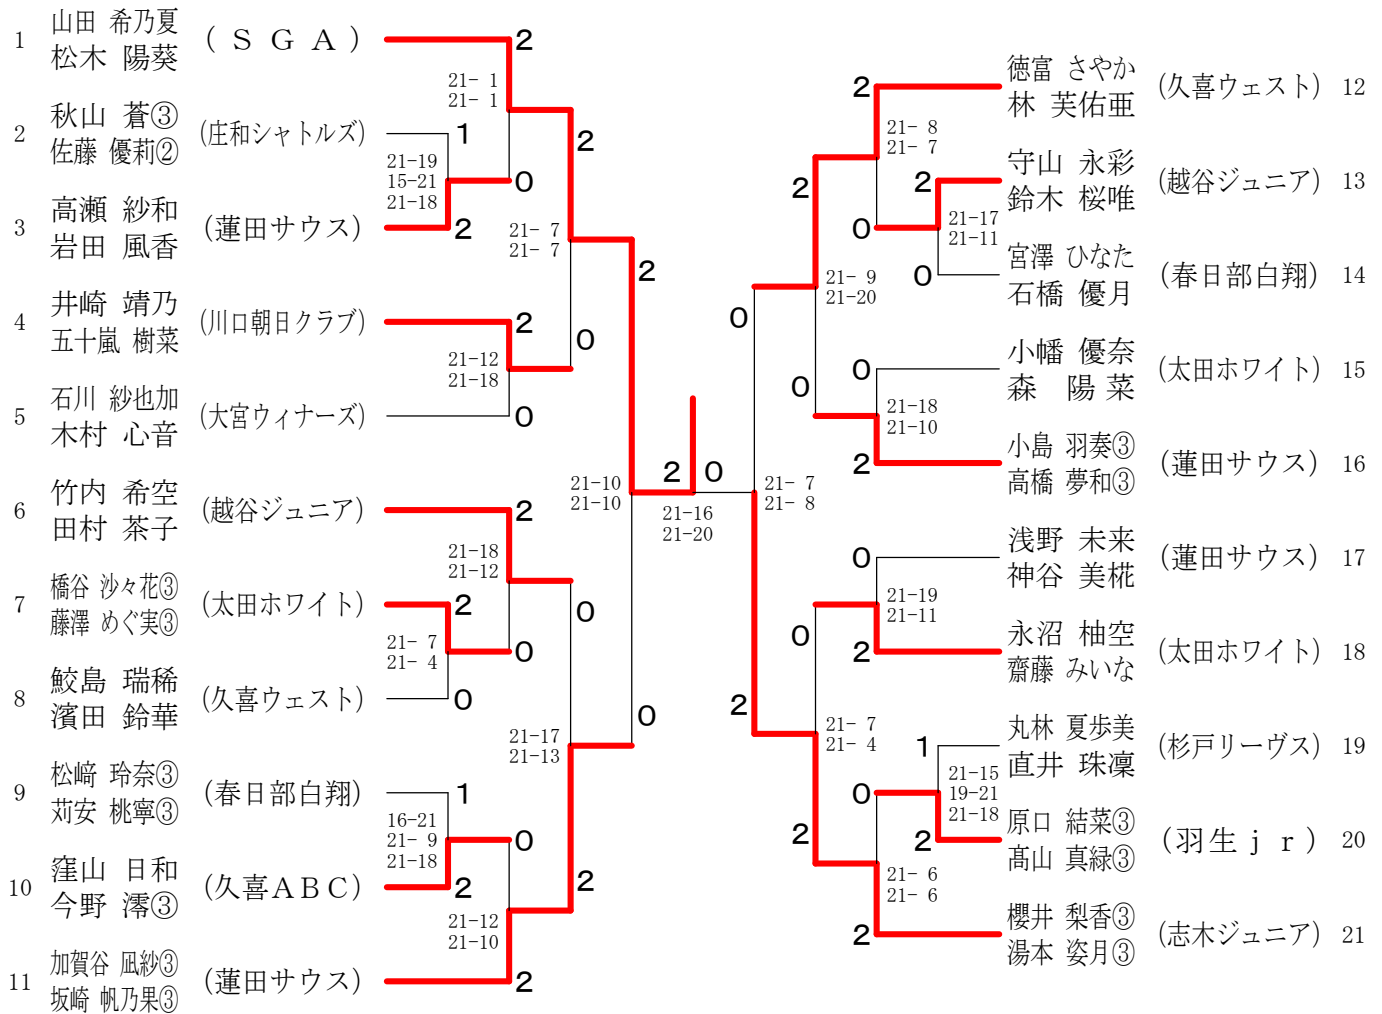 1 山田 希乃夏
松木 陽葵 (ＳＧＡ)
2 秋山 蒼③
佐藤 優莉② (庄和シャトルズ)
3 高瀬 紗和
岩田 風香 (蓮田サウス)
4 井崎 靖乃
五十嵐 樹菜 (川口朝日クラブ)
5 石川 紗也加
木村 心音 (大宮ウィナーズ)
6 竹内 希空
田村 茶子 (越谷ジュニア)
7 橋谷 沙々花③
藤澤 めぐ実③ (太田ホワイト)
8 鮫島 瑞稀
濱田 鈴華 (久喜ウェスト)
9 松﨑 玲奈③
苅安 桃寧③ (春日部白翔)
10 窪山 日和
今野 澪③ (久喜ＡＢＣ)
11 加賀谷 凪紗③
坂崎 帆乃果③ (蓮田サウス)
2
21- 1
21- 1
1
21-19
15-21
21-18
0
2
2
21- 7
21- 7
2
21-12
21-18
0
0
2
21-10
21-10
2
21-18
21-12
2
21- 7
21- 4
0
0
0
0
21-17
21-13
1
16-21
21- 9
21-18
0
2
21-12
21-10
2
2
2 0
21-16
21-20
徳富 さやか
林 芙佑亜 (久喜ウェスト) 12
守山 永彩
鈴木 桜唯 (越谷ジュニア) 13
宮澤 ひなた
石橋 優月 (春日部白翔) 14
小幡 優奈
森 陽菜 (太田ホワイト) 15
小島 羽奏③
高橋 夢和③ (蓮田サウス) 16
浅野 未来
神谷 美椛 (蓮田サウス) 17
永沼 柚空
齋藤 みいな (太田ホワイト) 18
丸林 夏歩美
直井 珠凜 (杉戸リーヴス) 19
原口 結菜③
髙山 真緑③ (羽生ｊｒ) 20
櫻井 梨香③
湯本 姿月③ (志木ジュニア) 21
2
21- 8
21- 7
2
2
0
21-17
21-11
0
21- 9
21-20
0
0
0
21-18
21-10
2
21- 7
21- 8
0
21-19
21-11
0
2
2
21- 7
21- 4
1
21-15
19-21
21-18
0
2
2
21- 6
21- 6
2